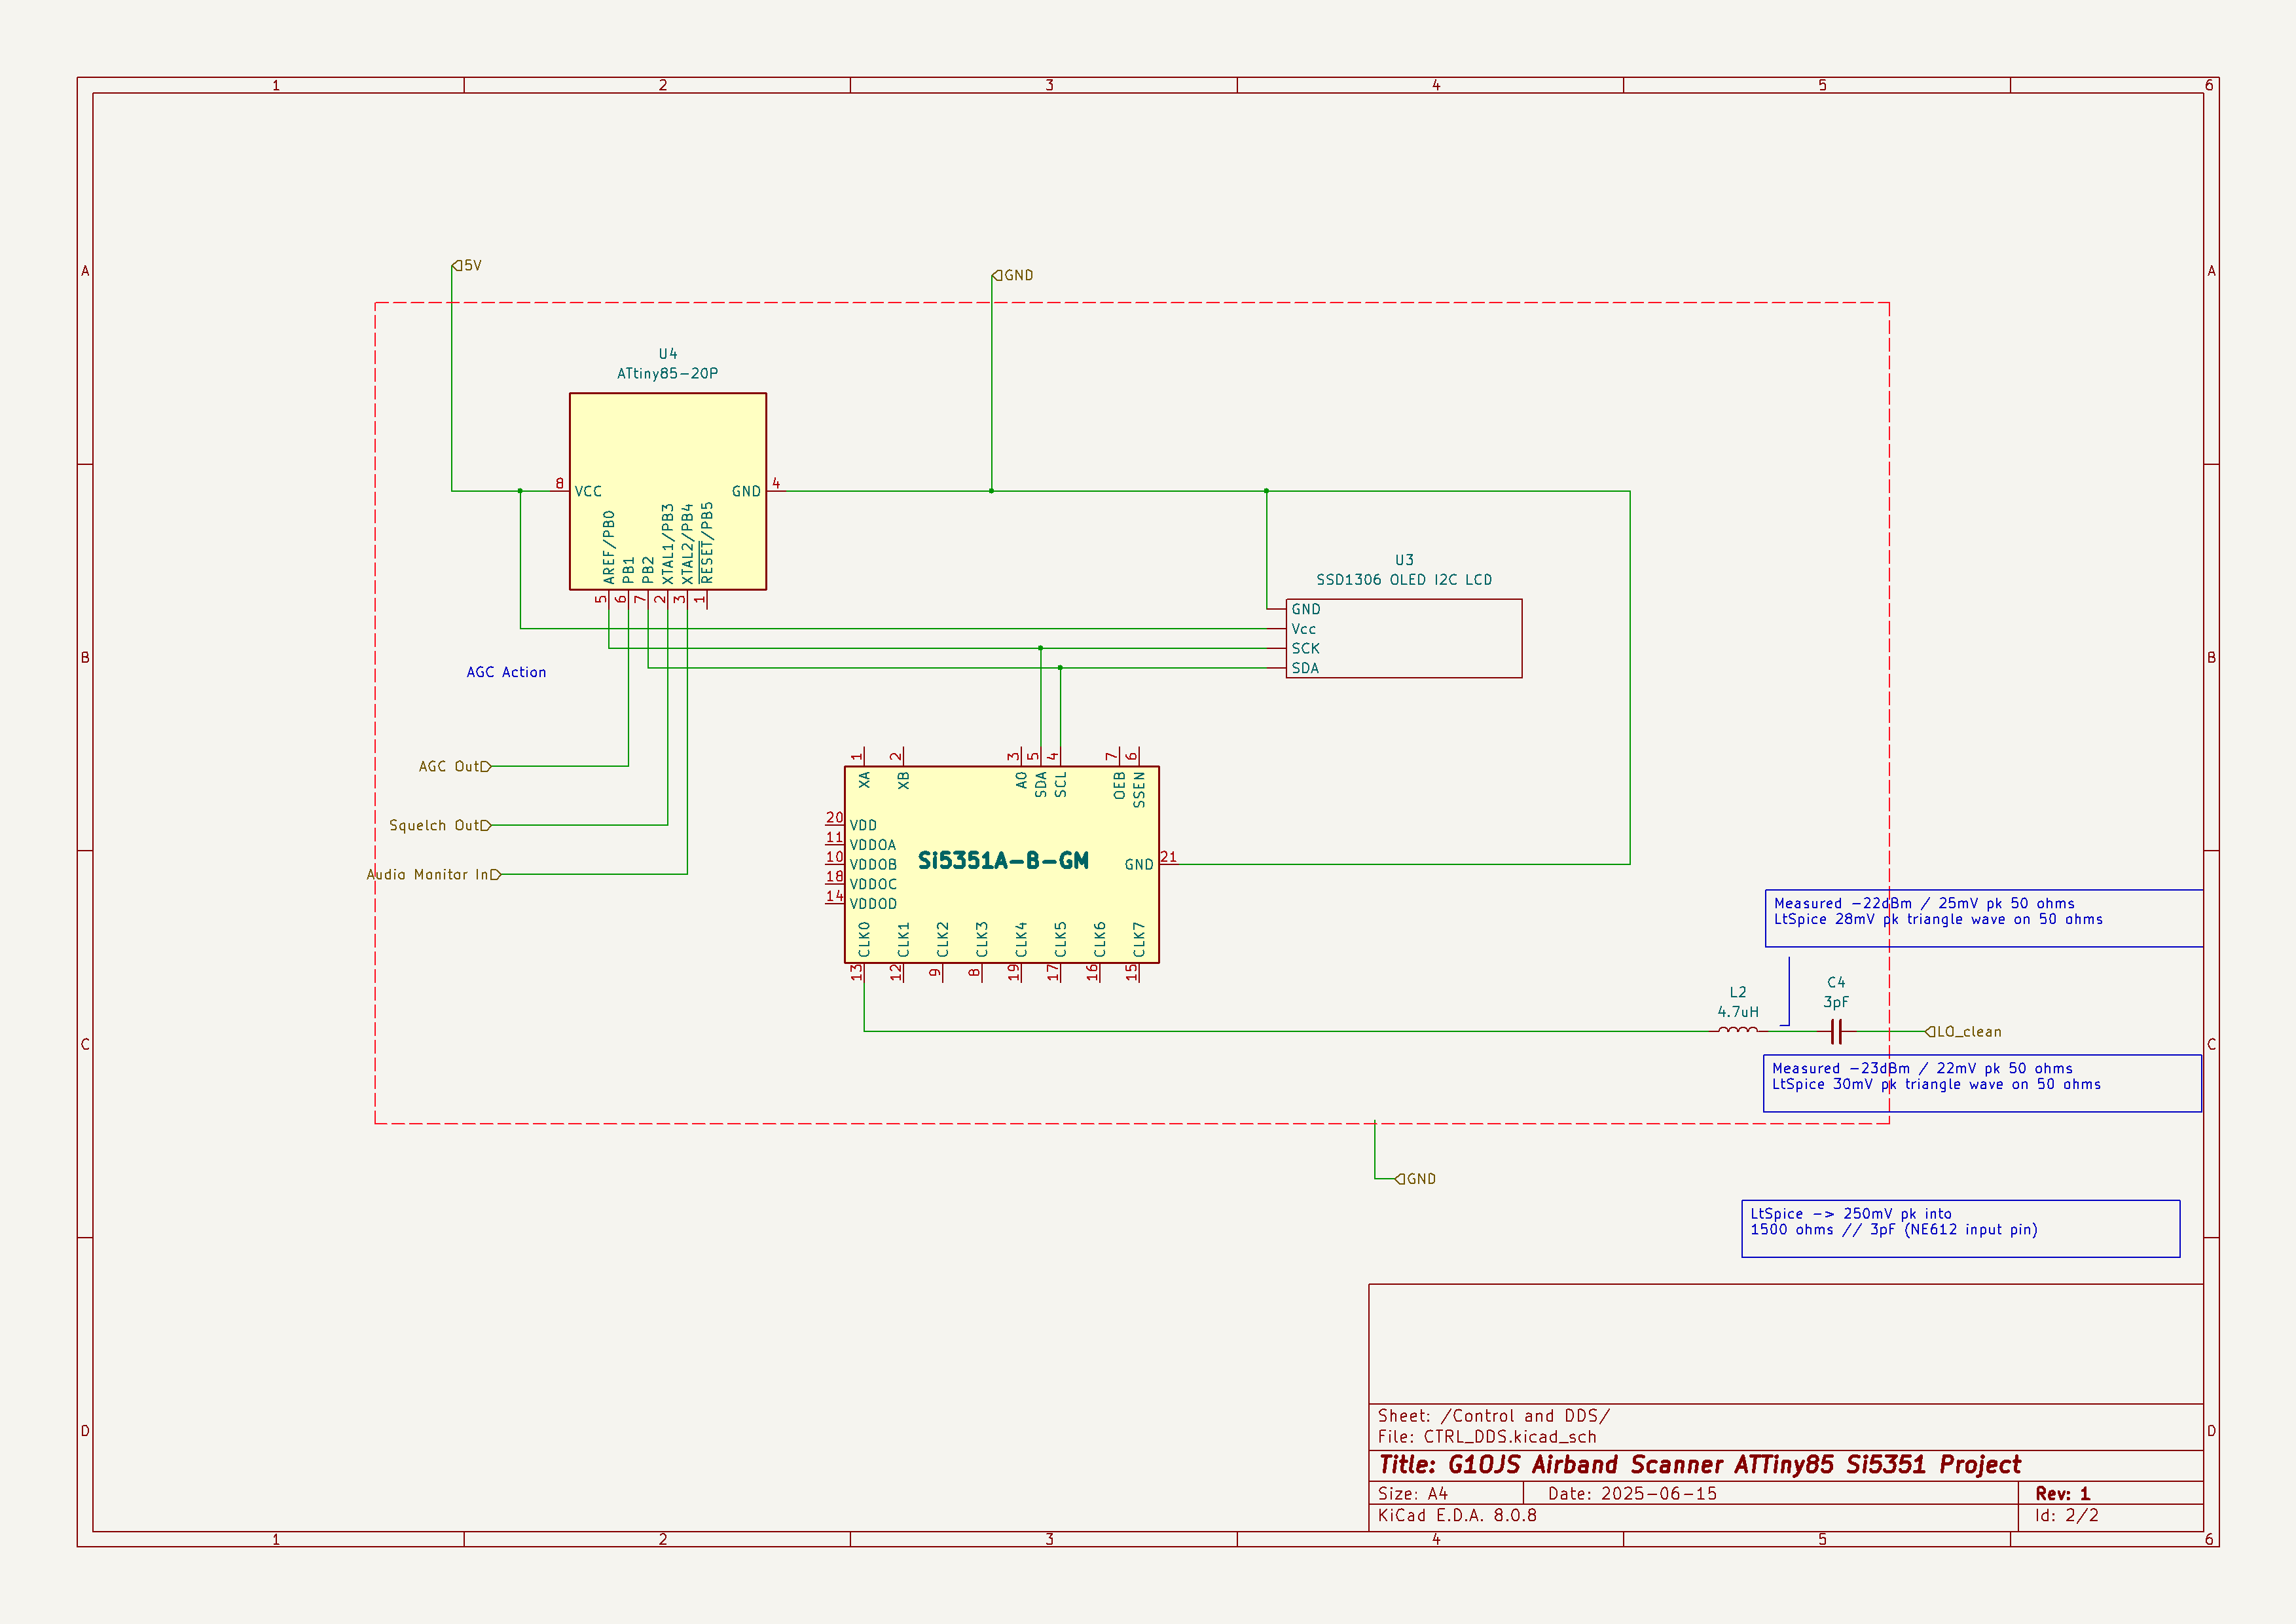 1 2 3 4 5 6
A A
5V
GND
U4
ATtiny85-20P
8 VCC
GND 4
AREF/PB0
PB1
PB2
XTAL1/PB3
XTAL2/PB4
RESET/PB5
5 6 7 2 3 1
U3
SSD1306 OLED I2C LCD
GND
Vcc
SCK
SDA
B B
AGC Action
AGC Out
Squelch Out
Audio Monitor In
1 2 3 5 4 7 6
XA XB A0 SDA SCL OEB SSEN
20 VDD
11 VDDOA
10 VDDOB
18 VDDOC
14 VDDOD
Si5351A-B-GM
GND 21
CLK0 CLK1 CLK2 CLK3 CLK4 CLK5 CLK6 CLK7
13 12 9 8 19 17 16 15
Measured -22dBm / 25mV pk 50 ohms
LtSpice 28mV pk triangle wave on 50 ohms
L2
4.7uH
C4
3pF
LO_clean
C C
Measured -23dBm / 22mV pk 50 ohms
LtSpice 30mV pk triangle wave on 50 ohms
GND
LtSpice -> 250mV pk into
1500 ohms // 3pF (NE612 input pin)
D D
Sheet: /Control and DDS/
File: CTRL_DDS.kicad_sch
Title: G1OJS Airband Scanner ATTiny85 Si5351 Project
Size: A4 Date: 2025-06-15 Rev: 1
KiCad E.D.A. 8.0.8 Id: 2/2
1 2 3 4 5 6